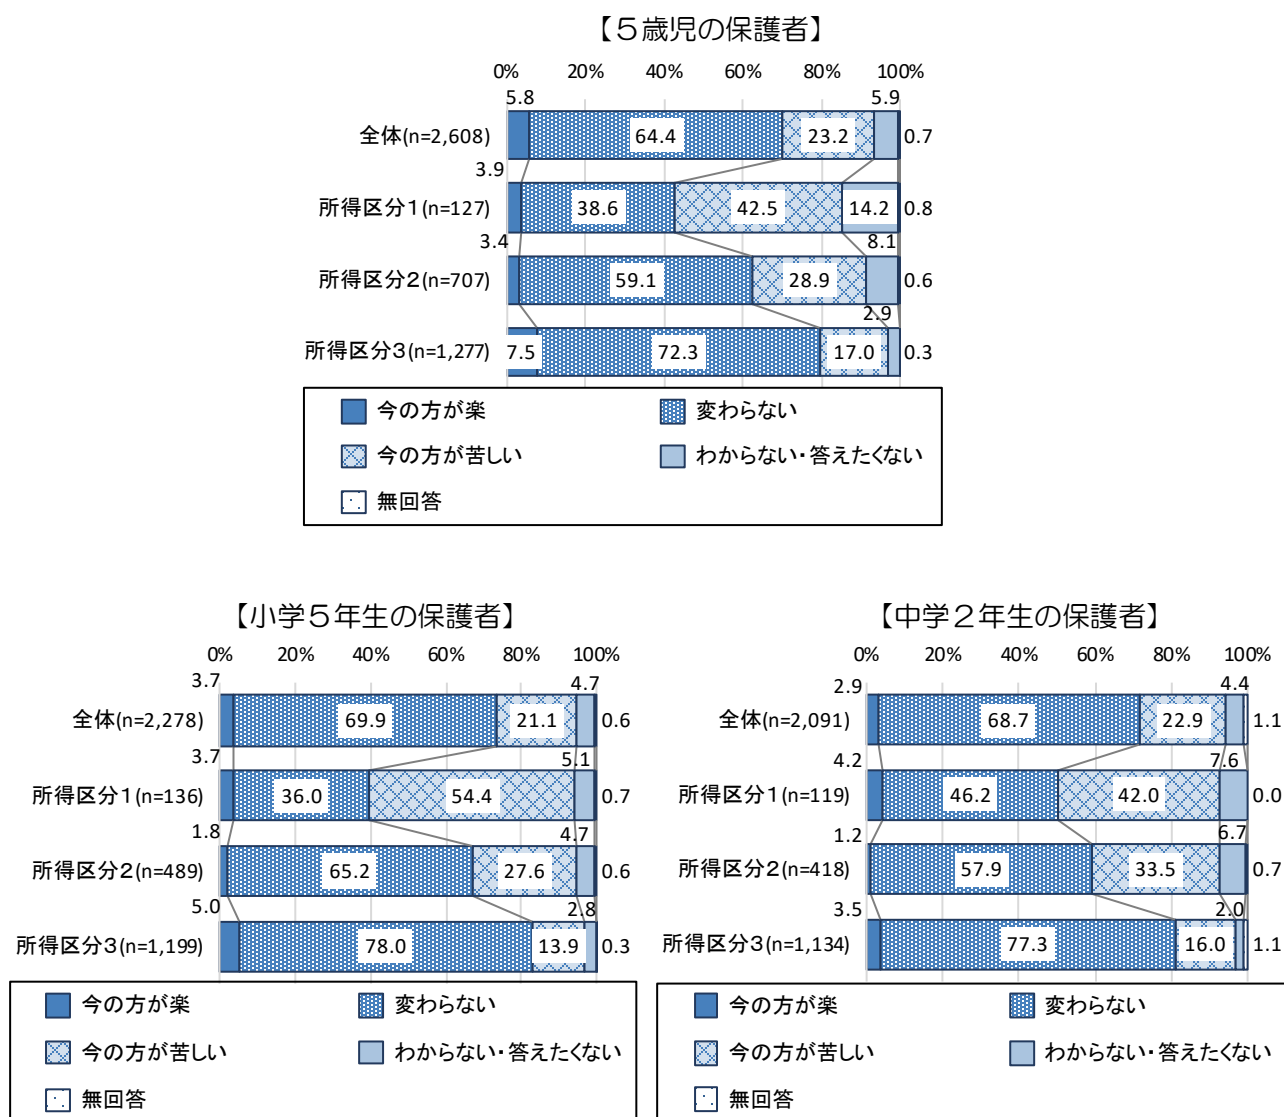 【５歳児の保護者】
0% 20% 40% 60% 80% 100%
5.8 5.9
全体(n=2,608) 64.4 23.2 0.7
3.9
所得区分1(n=127) 38.6 42.5 14.2 0.8
3.4 8.1
所得区分2(n=707) 59.1 28.9 0.6
2.9
所得区分3(n=1,277) 7.5 72.3 17.0 0.3
今の方が楽 変わらない
今の方が苦しい わからない・答えたくない
無回答
【小学５年生の保護者】
0% 20% 40% 60% 80% 100%
3.7 4.7
全体(n=2,278) 69.9 21.1 0.6
3.7 5.1
所得区分1(n=136) 36.0 54.4 0.7
1.8 4.7
所得区分2(n=489) 65.2 27.6 0.6
5.0 2.8
所得区分3(n=1,199) 78.0 13.9 0.3
今の方が楽 変わらない
今の方が苦しい わからない・答えたくない
無回答
【中学２年生の保護者】
0% 20% 40% 60% 80% 100%
2.9 4.4
全体(n=2,091) 68.7 22.9 1.1
4.2 7.6
所得区分1(n=119) 46.2 42.0 0.0
1.2 6.7
所得区分2(n=418) 57.9 33.5 0.7
3.5 2.0
所得区分3(n=1,134) 77.3 16.0 1.1
今の方が楽 変わらない
今の方が苦しい わからない・答えたくない
無回答